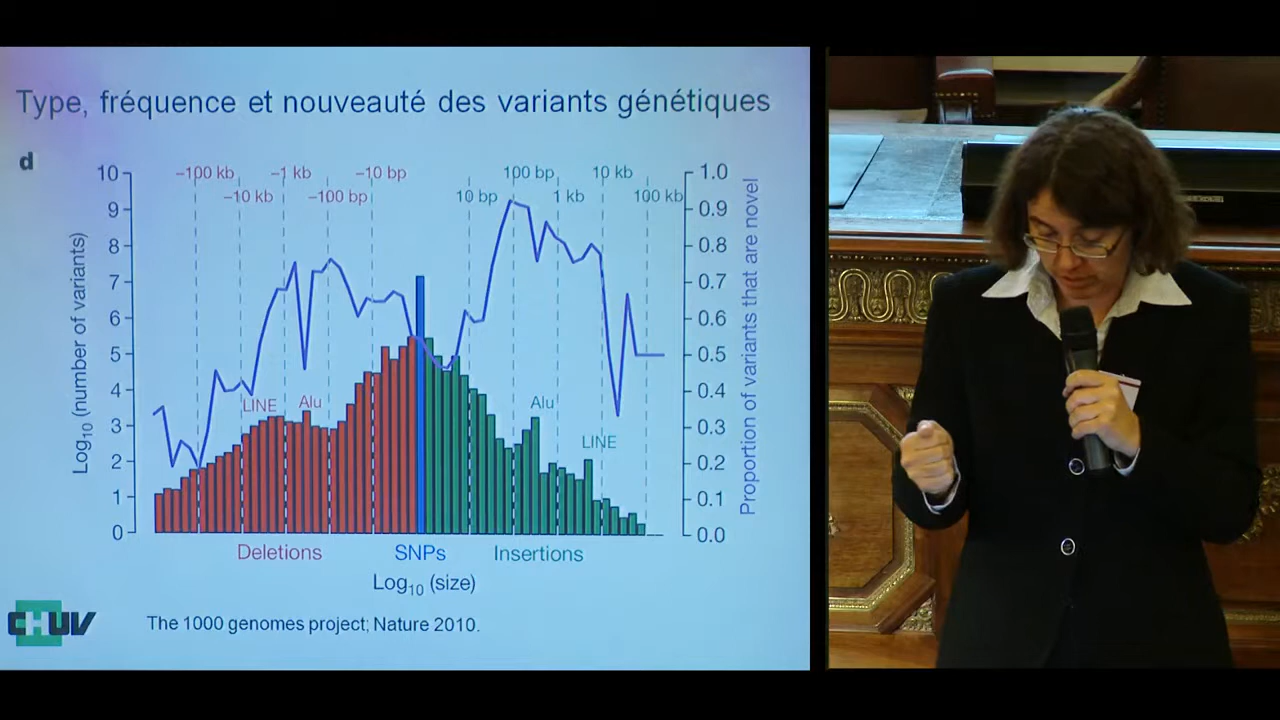 Type, fréquence et nouveauté des variants génétiques
d
−100 kb −1 kb −10 bp 100 bp 10 kb
−10 kb −100 bp 10 bp 1 kb 100 kb
10
9
8
7
6
5
4
3
2
1
0
Log10 (number of variants)
LINE Alu Alu
LINE
1.0
0.9
0.8
0.7
0.6
0.5
0.4
0.3
0.2
0.1
0.0
Proportion of variants that are novel
Deletions SNPs Insertions
Log10 (size)
CHUV
The 1000 genomes project; Nature 2010.